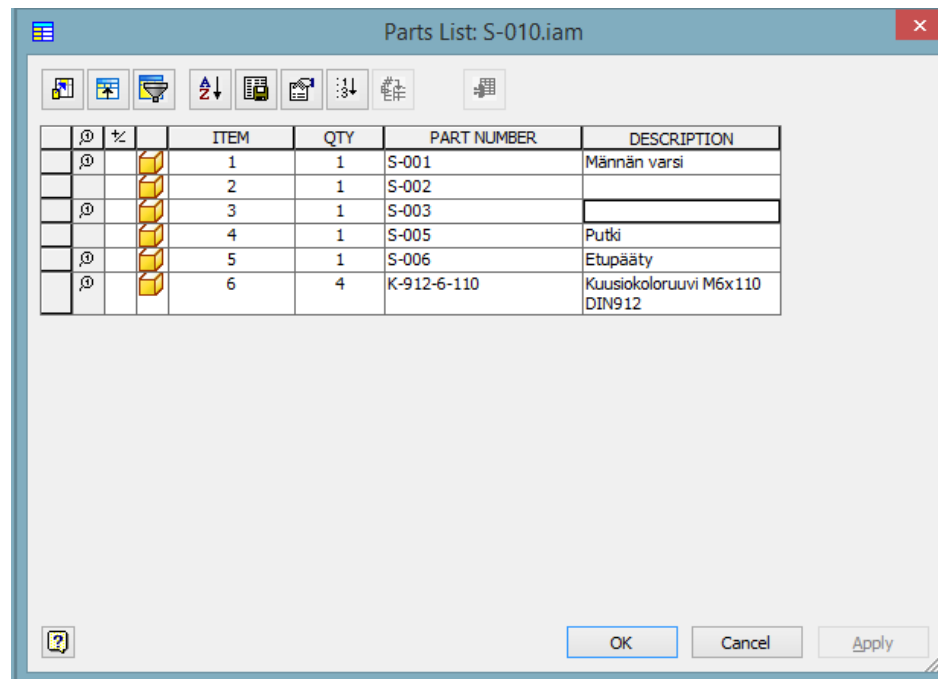 Parts List: S-010.iam
ITEM QTY PART NUMBER DESCRIPTION
1 1 S-001 Männän varsi
2 1 S-002
3 1 S-003
4 1 S-005 Putki
5 1 S-006 Etupääty
6 4 K-912-6-110 Kuusiokoloruuvi M6x110
DIN912
OK Cancel Apply